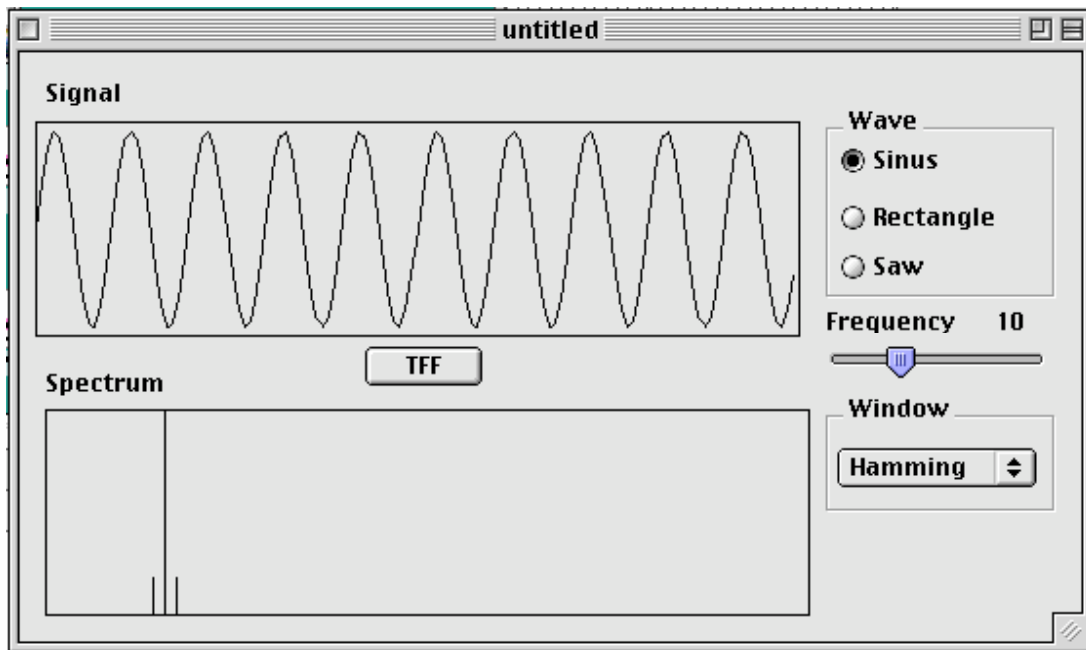 untitled
Signal
Wave
Sinus
Rectangle
Saw
Frequency 10
TFF
Spectrum
Window
Hamming